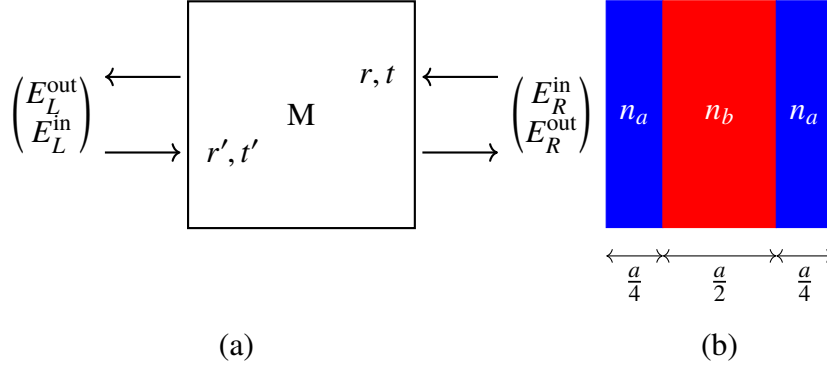 (E_L^out
E_L^in)
r, t
M
r′, t′
(E_R^in
E_R^out)
n_a n_b n_a
a/4 a/2 a/4
(a) (b)